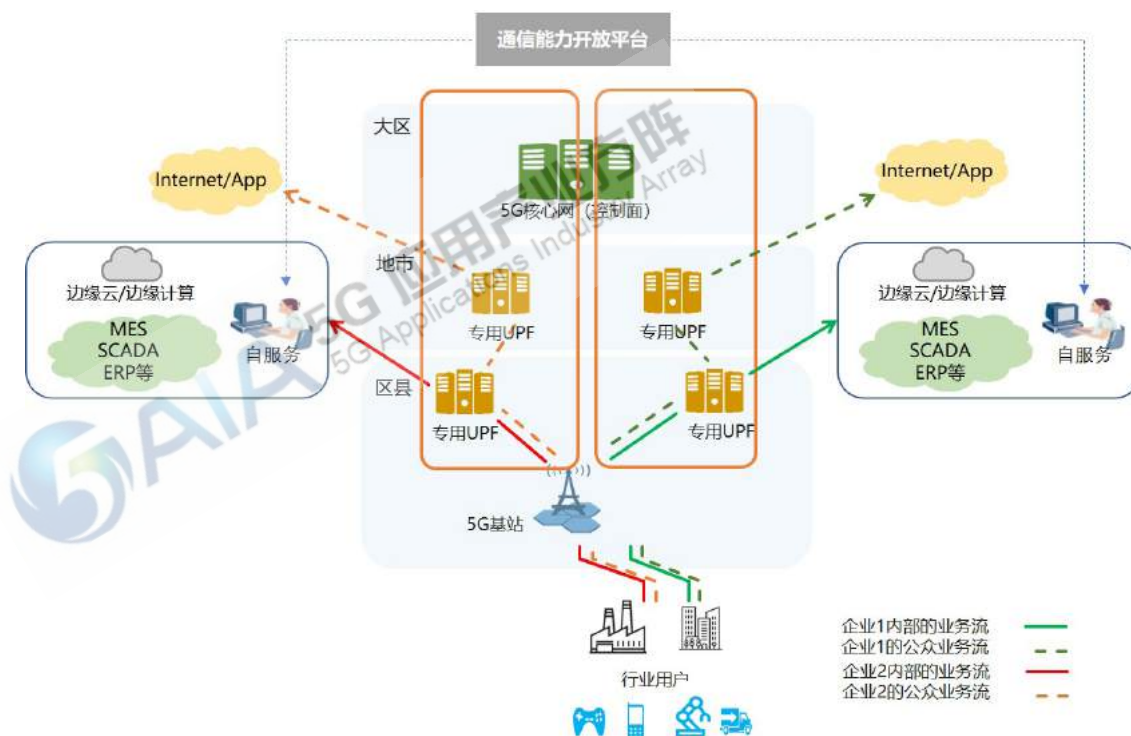 通信能力开放平台
大区
Internet/App
Internet/App
5G核心网（控制面）
地市
边缘云/边缘计算
MES
SCADA
ERP等
自服务
专用UPF
专用UPF
边缘云/边缘计算
MES
SCADA
ERP等
自服务
区县
专用UPF
专用UPF
5G基站
行业用户
企业1内部的业务流
企业1的公众业务流
企业2内部的业务流
企业2的公众业务流
5G 应用产业方阵
5G Applications Industry Array
5GAIA